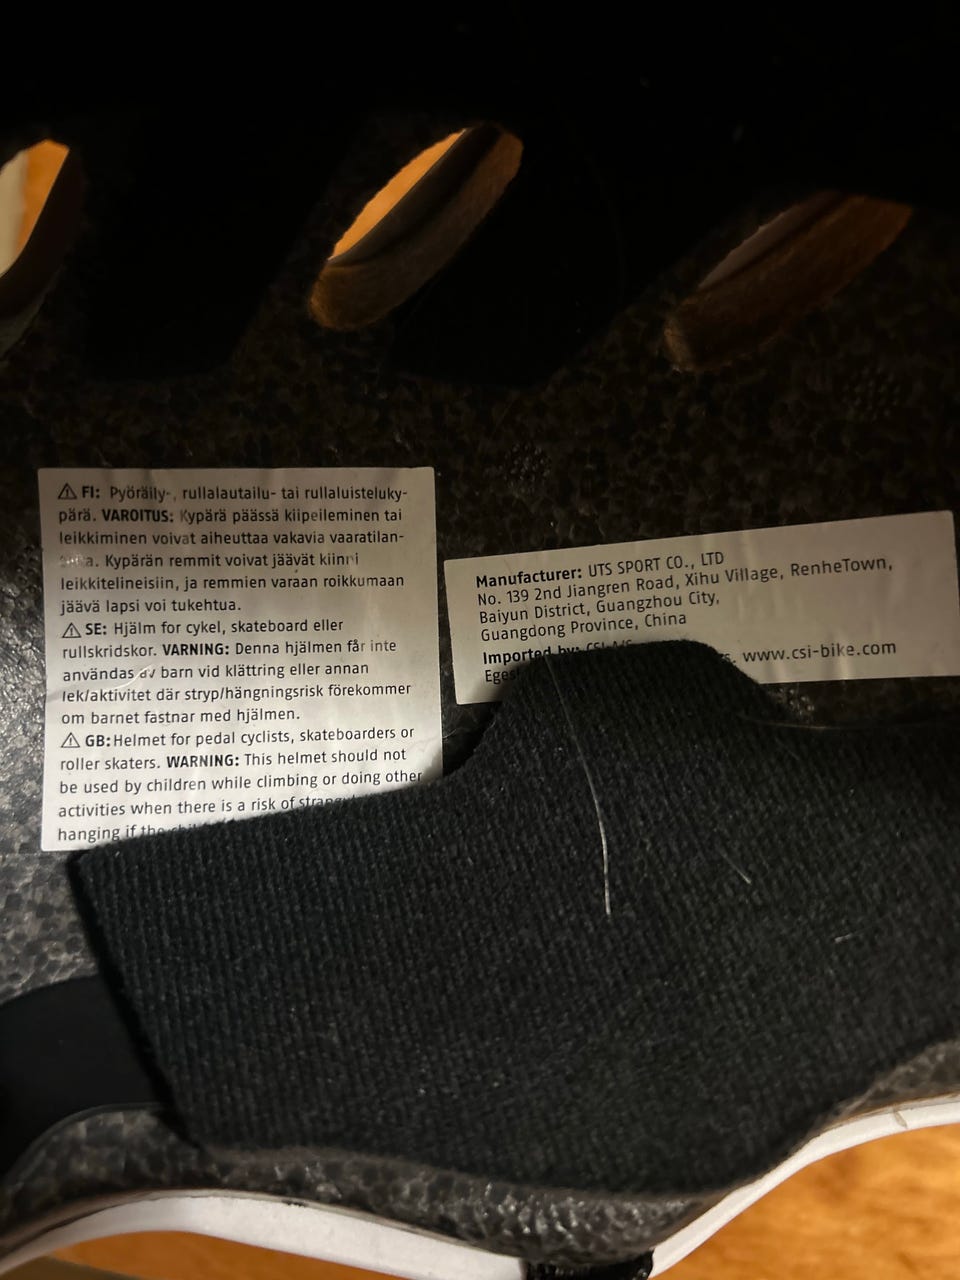 ⚠ FI: Pyöräily-, rullalautailu- tai rullaluisteluky-
pärä. VAROITUS: Kypärä päässä kiipeileminen tai
leikkiminen voivat aiheuttaa vakavia vaaratilan-
Kypärän remmit voivat jäävät kiinni
leikkitelineisiin, ja remmien varaan roikkumaan
jäävä lapsi voi tukehtua.
⚠ SE: Hjälm for cykel, skateboard eller
rullskridskor. VARNING: Denna hjälmen får inte
användas av barn vid klättring eller annan
lek/aktivitet där stryp/hängningsrisk förekommer
om barnet fastnar med hjälmen.
⚠ GB: Helmet for pedal cyclists, skateboarders or
roller skaters. WARNING: This helmet should not
be used by children while climbing or doing other
activities when there is a risk of
hanging if the
Manufacturer: UTS SPORT CO., LTD
No. 139 2nd Jiangren Road, Xihu Village, RenheTown,
Baiyun District, Guangzhou City,
Guangdong Province, China
Imported by: www.csi-bike.com